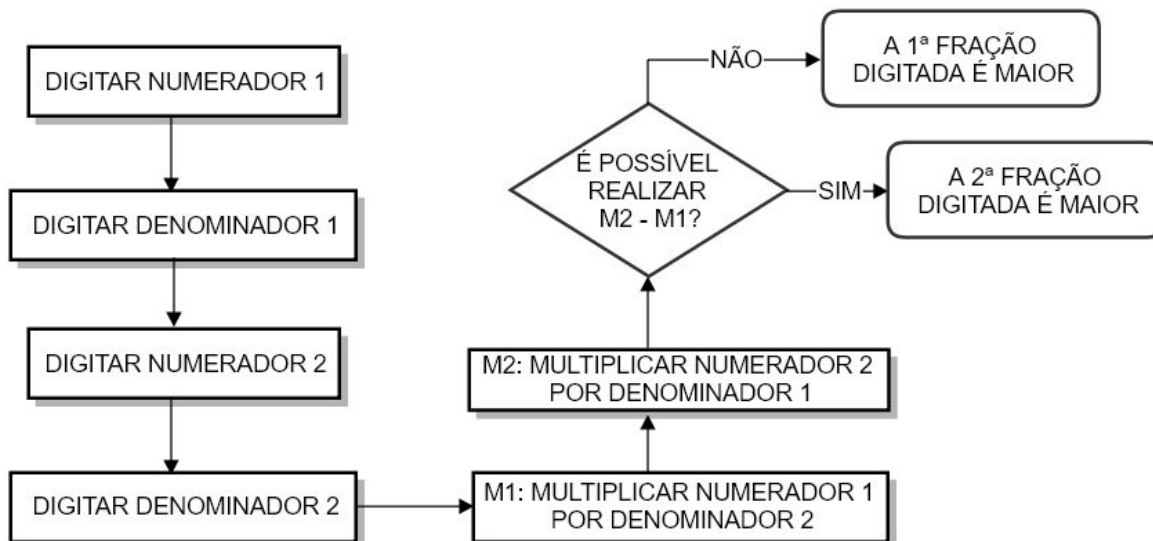 DIGITAR NUMERADOR 1
DIGITAR DENOMINADOR 1
DIGITAR NUMERADOR 2
DIGITAR DENOMINADOR 2
M1: MULTIPLICAR NUMERADOR 1
POR DENOMINADOR 2
M2: MULTIPLICAR NUMERADOR 2
POR DENOMINADOR 1
É POSSÍVEL
REALIZAR
M2 - M1?
NÃO
A 1ª FRAÇÃO
DIGITADA É MAIOR
SIM
A 2ª FRAÇÃO
DIGITADA É MAIOR